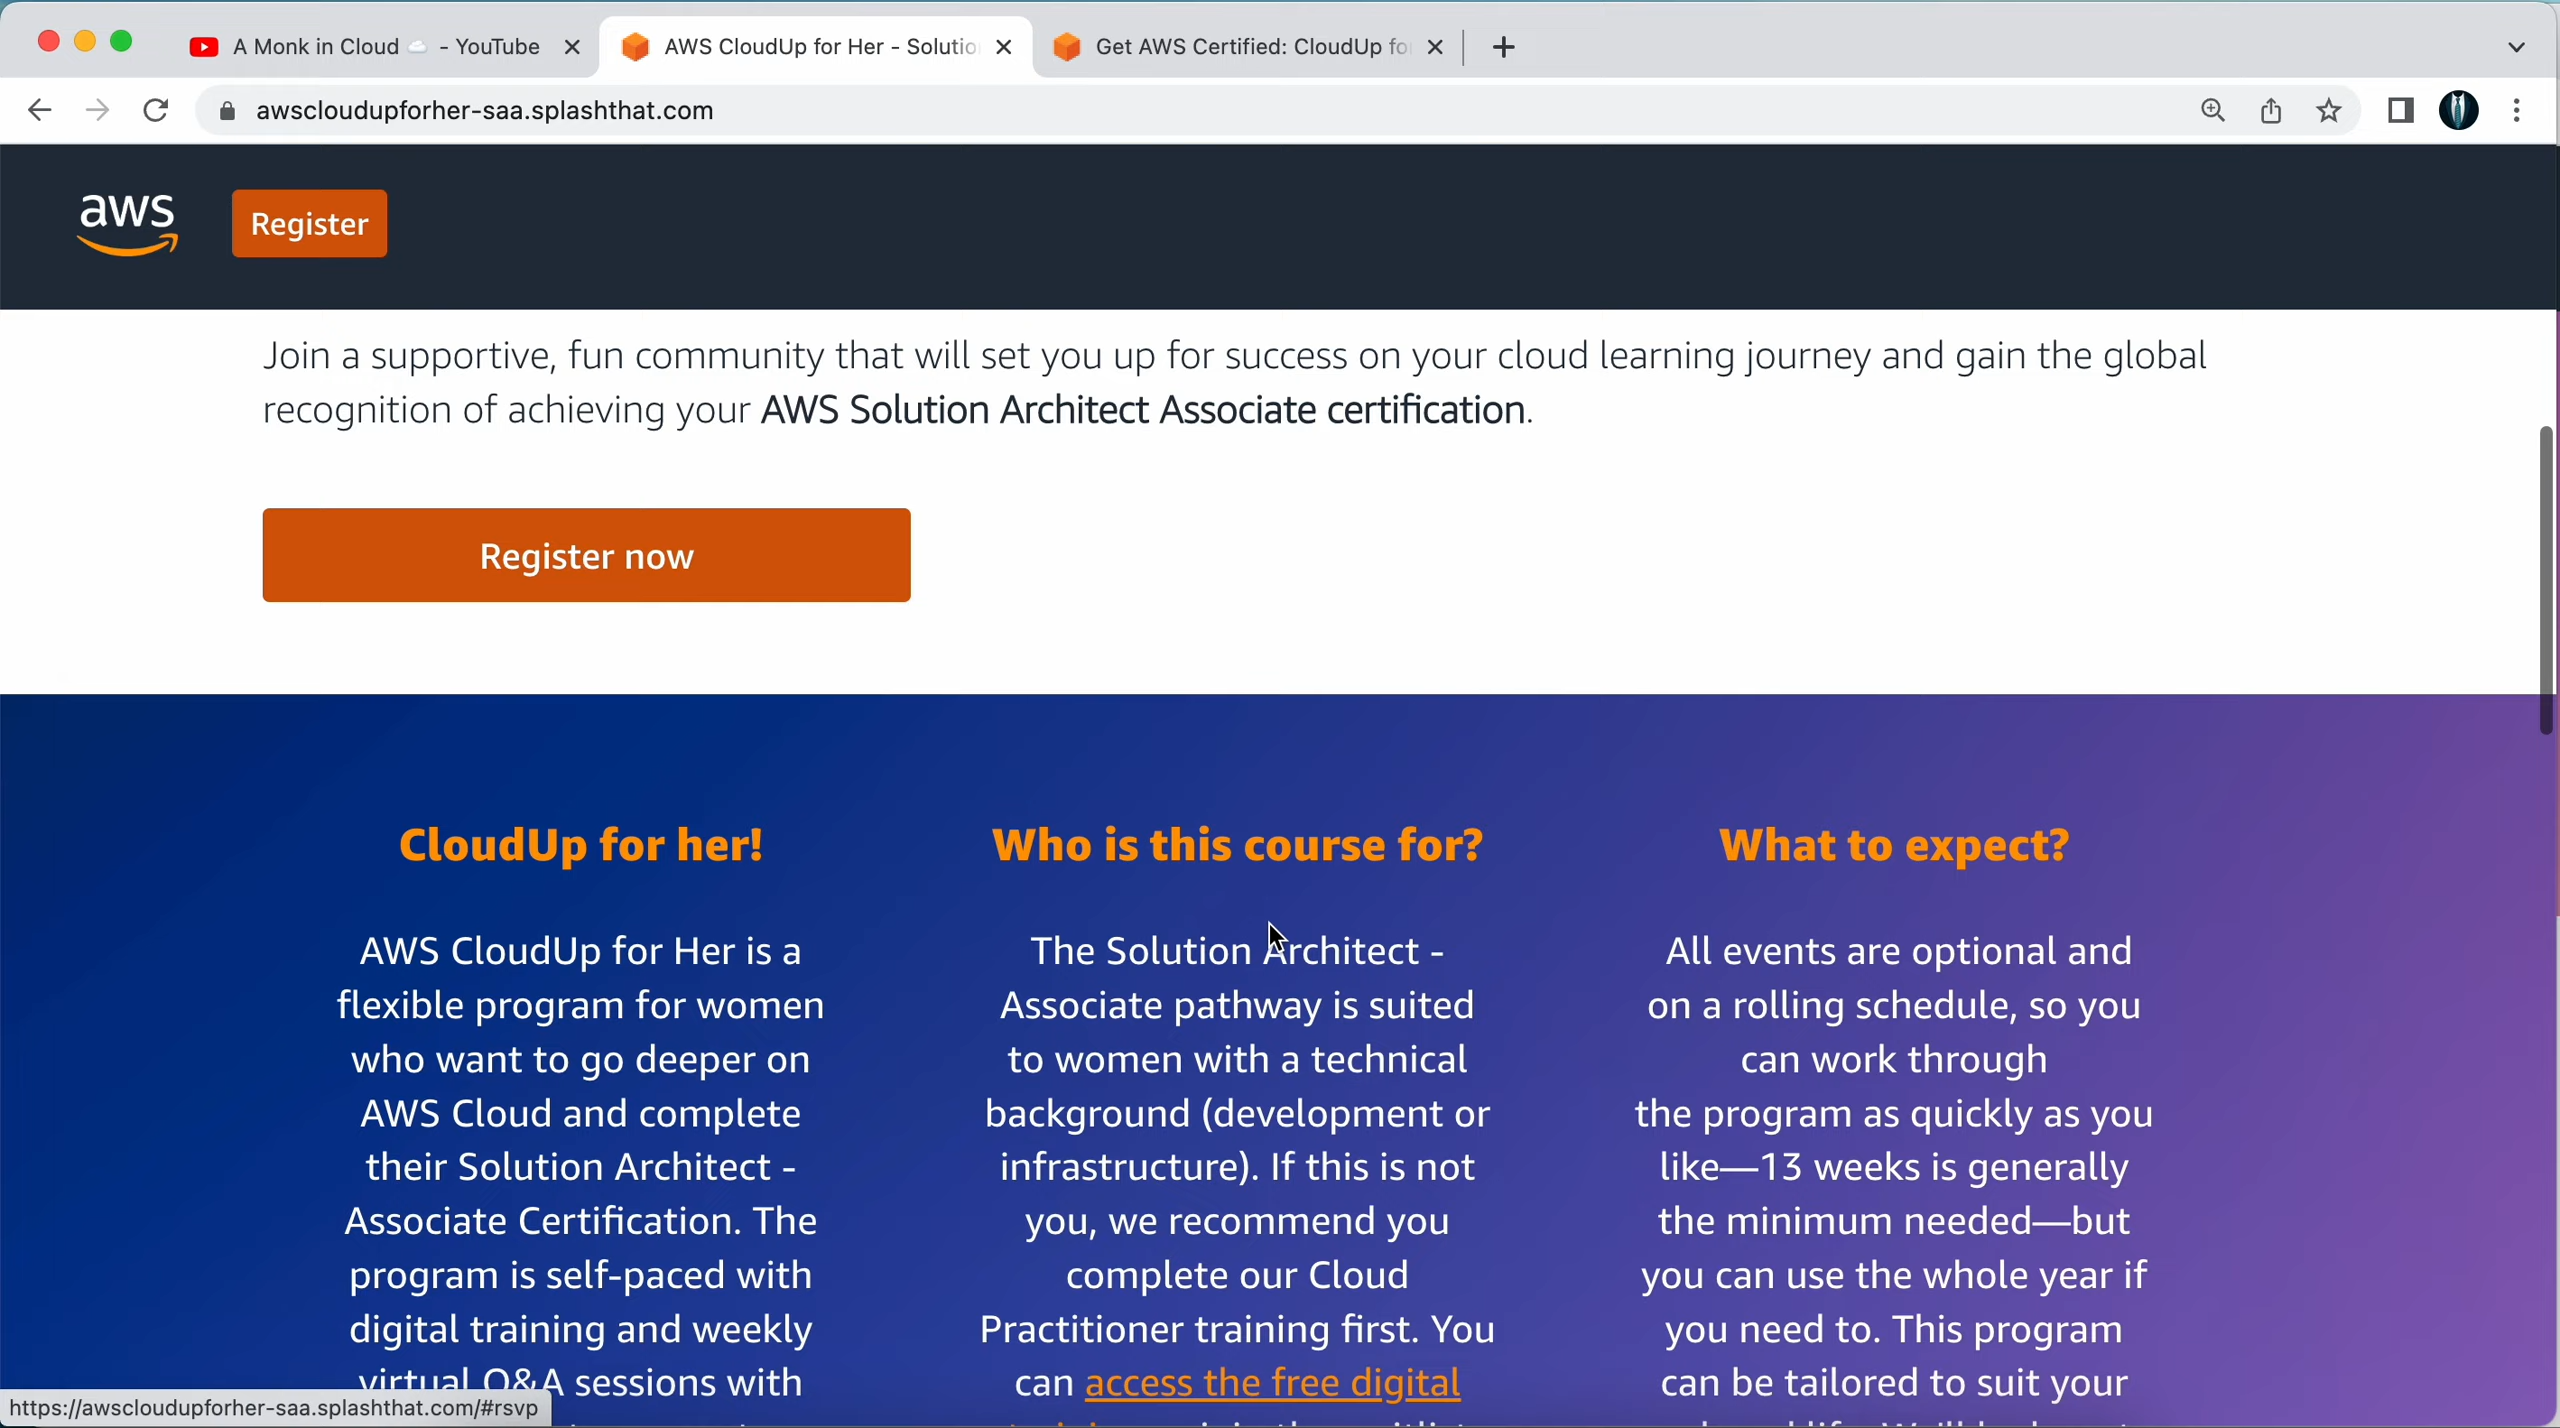 A Monk in Cloud ☁️ - YouTube
AWS CloudUp for Her - Solutio
Get AWS Certified: CloudUp fo
awscloudupforher-saa.splashthat.com
aws
Register
Join a supportive, fun community that will set you up for success on your cloud learning journey and gain the global
recognition of achieving your AWS Solution Architect Associate certification.
Register now
CloudUp for her!
AWS CloudUp for Her is a
flexible program for women
who want to go deeper on
AWS Cloud and complete
their Solution Architect -
Associate Certification. The
program is self-paced with
digital training and weekly
virtual Q&A sessions with
Who is this course for?
The Solution Architect -
Associate pathway is suited
to women with a technical
background (development or
infrastructure). If this is not
you, we recommend you
complete our Cloud
Practitioner training first. You
can access the free digital
What to expect?
All events are optional and
on a rolling schedule, so you
can work through
the program as quickly as you
like—13 weeks is generally
the minimum needed—but
you can use the whole year if
you need to. This program
can be tailored to suit your
https://awscloudupforher-saa.splashthat.com/#rsvp